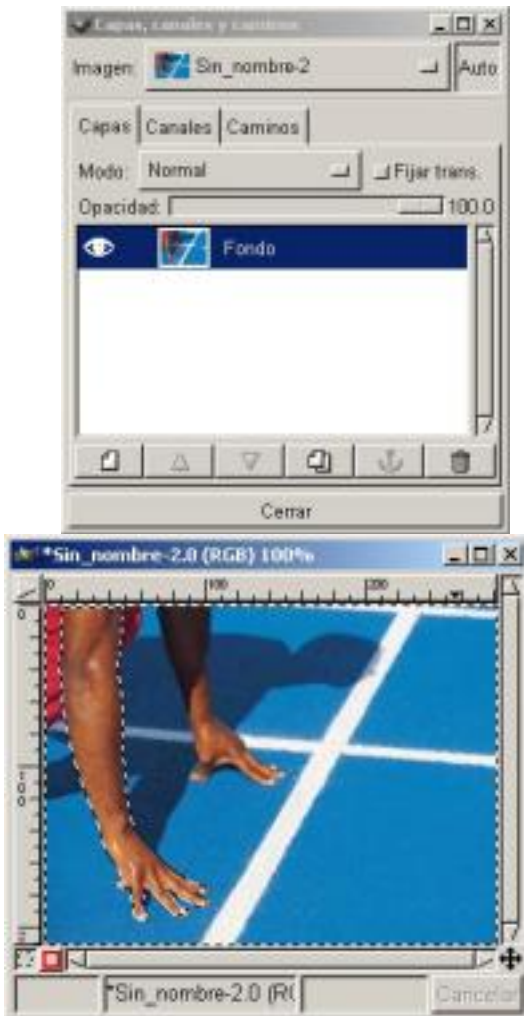 Capas, canales y caminos
Imagen: Sin_nombre-2 Auto
Capas Canales Caminos
Modo: Normal Fijar trans.
Opacidad: 100.0
Fondo
Cerrar
*Sin_nombre-2.0 (RGB) 100%
0 100 200
0
100
*Sin_nombre-2.0 (R( Cancelar